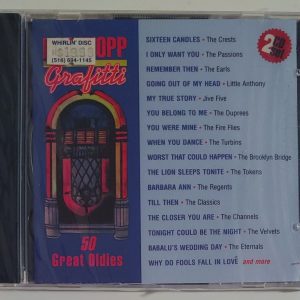 WHIRLIN' DISC
$19.99
(516) 694-1145
OPP
Grafitti
50
Great Oldies
2 CD
SIXTEEN CANDLES • The Crests
I ONLY WANT YOU • The Passions
REMEMBER THEN • The Earls
GOING OUT OF MY HEAD • Little Anthony
MY TRUE STORY • Jive Five
YOU BELONG TO ME • The Duprees
YOU WERE MINE • The Fire Flies
WHEN YOU DANCE • The Turbins
WORST THAT COULD HAPPEN • The Brooklyn Bridge
THE LION SLEEPS TONITE • The Tokens
BARBARA ANN • The Regents
TILL THEN • The Classics
THE CLOSER YOU ARE • The Channels
TONIGHT COULD BE THE NIGHT • The Velvets
BABALU'S WEDDING DAY • The Eternals
WHY DO FOOLS FALL IN LOVE and more